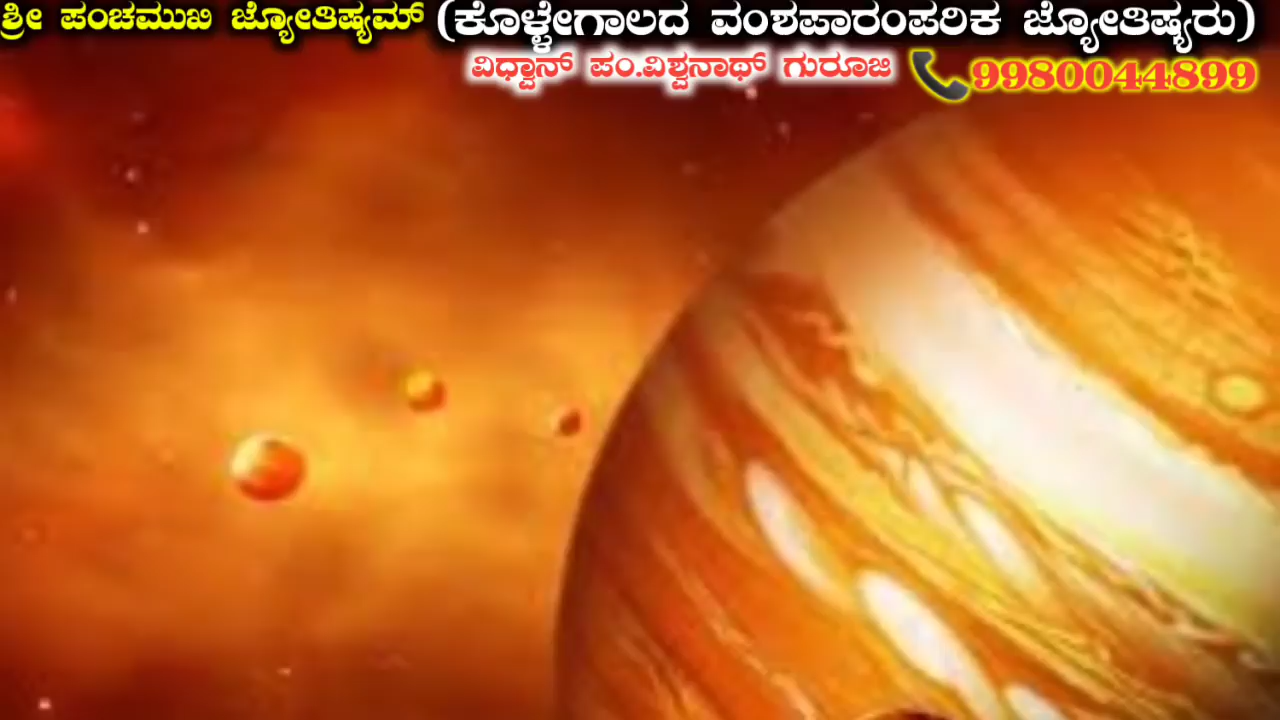 ಶ್ರೀ ಪಂಚಮುಖಿ ಜ್ಯೋತಿಷ್ಯಮ್ (ಕೊಳ್ಳೇಗಾಲದ ವಂಶಪಾರಂಪರಿಕ ಜ್ಯೋತಿಷ್ಯರು)
ವಿಧ್ವಾನ್ ಪಂ.ವಿಶ್ವನಾಥ್ ಗುರೂಜಿ 📞9980044899